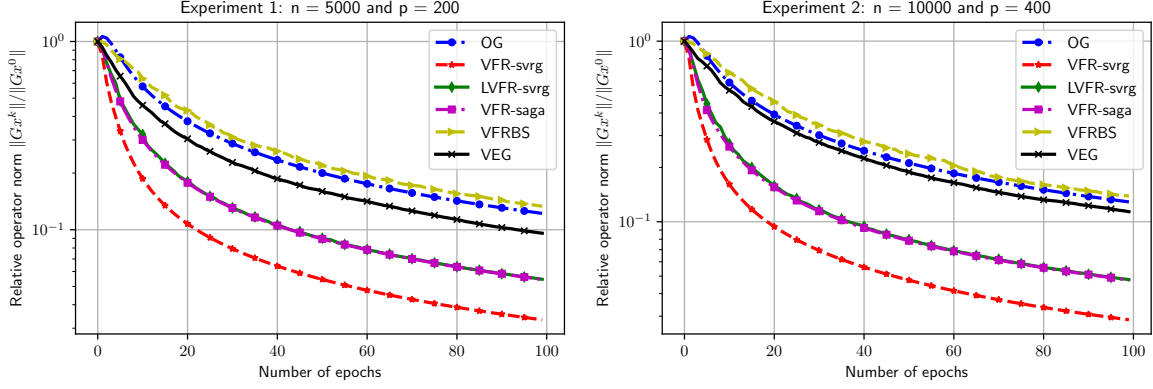 Experiment 1: n = 5000 and p = 200
Relative operator norm ||Gx^k||/||Gx^0||
10^0
10^{-1}
OG
VFR-svrg
LVFR-svrg
VFR-saga
VFRBS
VEG
0 20 40 60 80 100
Number of epochs
Experiment 2: n = 10000 and p = 400
Relative operator norm ||Gx^k||/||Gx^0||
10^0
10^{-1}
OG
VFR-svrg
LVFR-svrg
VFR-saga
VFRBS
VEG
0 20 40 60 80 100
Number of epochs